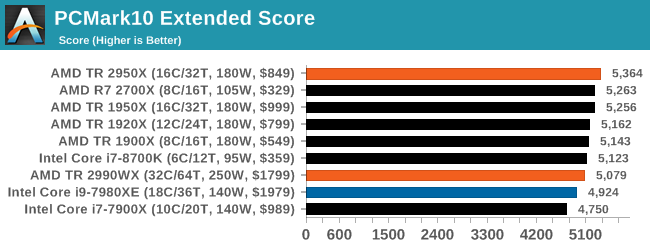 PCMark10 Extended Score
Score (Higher is Better)
AMD TR 2950X (16C/32T, 180W, $849) 5,364
AMD R7 2700X (8C/16T, 105W, $329) 5,263
AMD TR 1950X (16C/32T, 180W, $999) 5,256
AMD TR 1920X (12C/24T, 180W, $799) 5,162
AMD TR 1900X (8C/16T, 180W, $549) 5,143
Intel Core i7-8700K (6C/12T, 95W, $359) 5,123
AMD TR 2990WX (32C/64T, 250W, $1799) 5,079
Intel Core i9-7980XE (18C/36T, 140W, $1979) 4,924
Intel Core i7-7900X (10C/20T, 140W, $989) 4,750
0 600 1500 2400 3300 4200 5100